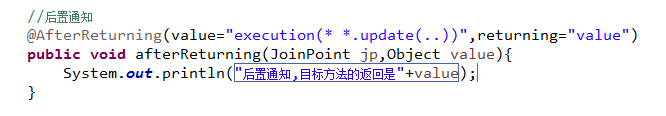 //后置通知
@AfterReturning(value="execution(* *.update(..))",returning="value")
public void afterReturning(JoinPoint jp,Object value){
System.out.println("后置通知,目标方法的返回是"+value);
}